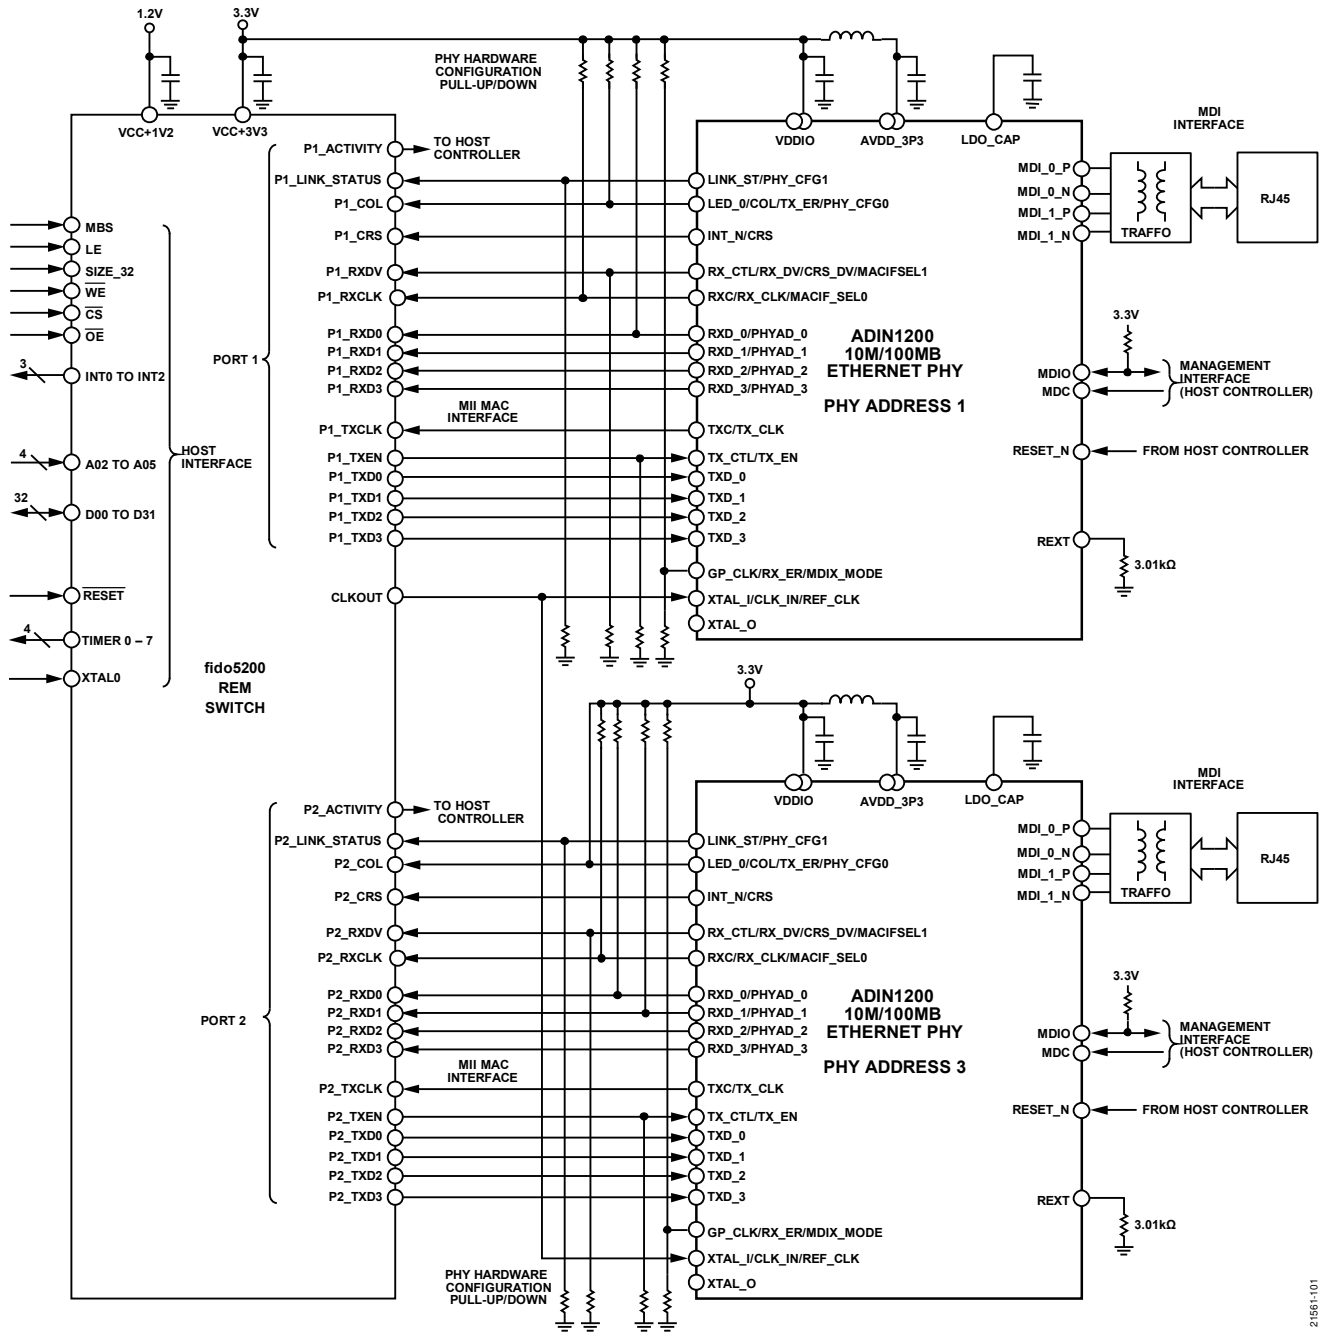 1.2V
3.3V
PHY HARDWARE
CONFIGURATION
PULL-UP/DOWN
VCC+1V2
VCC+3V3
VDDIO
AVDD_3P3
LDO_CAP
MDI
INTERFACE
P1_ACTIVITY
TO HOST
CONTROLLER
P1_LINK_STATUS
P1_COL
P1_CRS
P1_RXDV
P1_RXCLK
P1_RXD0
P1_RXD1
P1_RXD2
P1_RXD3
MII MAC
INTERFACE
P1_TXCLK
P1_TXEN
P1_TXD0
P1_TXD1
P1_TXD2
P1_TXD3
CLKOUT
PORT 1
MBS
LE
SIZE_32
WE
CS
OE
3
INT0 TO INT2
4
A02 TO A05
32
D00 TO D31
RESET
4
TIMER 0 – 7
XTAL0
HOST
INTERFACE
fido5200
REM
SWITCH
LINK_ST/PHY_CFG1
LED_0/COL/TX_ER/PHY_CFG0
INT_N/CRS
RX_CTL/RX_DV/CRS_DV/MACIFSEL1
RXC/RX_CLK/MACIF_SEL0
RXD_0/PHYAD_0
RXD_1/PHYAD_1
RXD_2/PHYAD_2
RXD_3/PHYAD_3
TXC/TX_CLK
TX_CTL/TX_EN
TXD_0
TXD_1
TXD_2
TXD_3
GP_CLK/RX_ER/MDIX_MODE
XTAL_I/CLK_IN/REF_CLK
XTAL_O
ADIN1200
10M/100MB
ETHERNET PHY
PHY ADDRESS 1
MDI_0_P
MDI_0_N
MDI_1_P
MDI_1_N
TRAFFO
RJ45
3.3V
MDIO
MDC
MANAGEMENT
INTERFACE
(HOST CONTROLLER)
RESET_N
FROM HOST CONTROLLER
REXT
3.01kΩ
3.3V
VDDIO
AVDD_3P3
LDO_CAP
MDI
INTERFACE
P2_ACTIVITY
TO HOST
CONTROLLER
P2_LINK_STATUS
P2_COL
P2_CRS
P2_RXDV
P2_RXCLK
P2_RXD0
P2_RXD1
P2_RXD2
P2_RXD3
MII MAC
INTERFACE
P2_TXCLK
P2_TXEN
P2_TXD0
P2_TXD1
P2_TXD2
P2_TXD3
PORT 2
PHY HARDWARE
CONFIGURATION
PULL-UP/DOWN
LINK_ST/PHY_CFG1
LED_0/COL/TX_ER/PHY_CFG0
INT_N/CRS
RX_CTL/RX_DV/CRS_DV/MACIFSEL1
RXC/RX_CLK/MACIF_SEL0
RXD_0/PHYAD_0
RXD_1/PHYAD_1
RXD_2/PHYAD_2
RXD_3/PHYAD_3
TXC/TX_CLK
TX_CTL/TX_EN
TXD_0
TXD_1
TXD_2
TXD_3
GP_CLK/RX_ER/MDIX_MODE
XTAL_I/CLK_IN/REF_CLK
XTAL_O
ADIN1200
10M/100MB
ETHERNET PHY
PHY ADDRESS 3
MDI_0_P
MDI_0_N
MDI_1_P
MDI_1_N
TRAFFO
RJ45
3.3V
MDIO
MDC
MANAGEMENT
INTERFACE
(HOST CONTROLLER)
RESET_N
FROM HOST CONTROLLER
REXT
3.01kΩ
21561-101